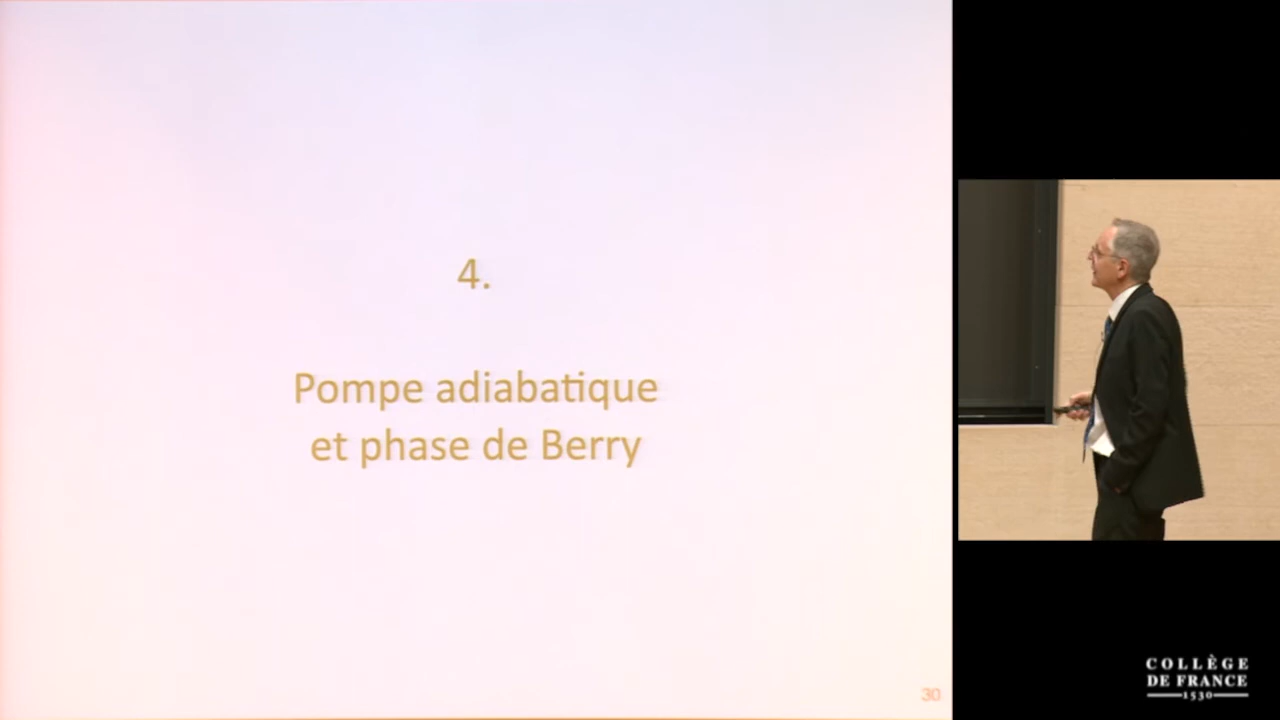 4.
Pompe adiabatique
et phase de Berry
30
COLLÈGE
DE FRANCE
1530